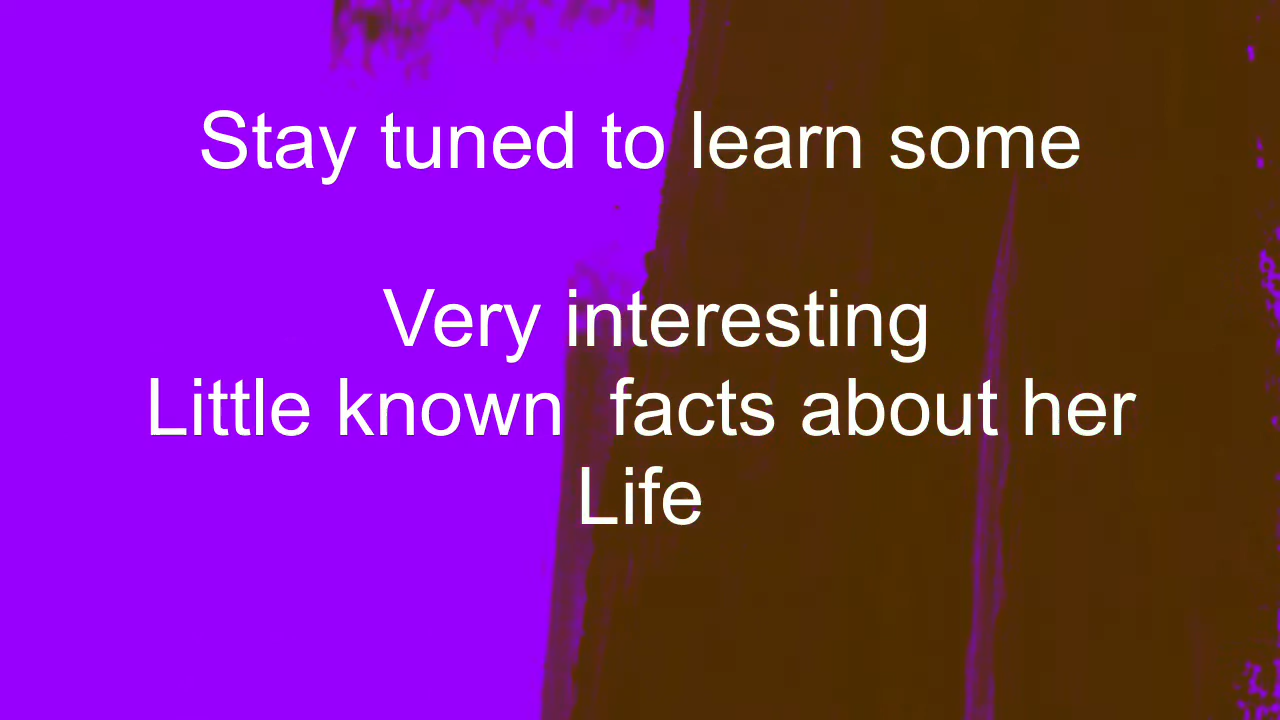 Stay tuned to learn some
Very interesting
Little known  facts about her
Life